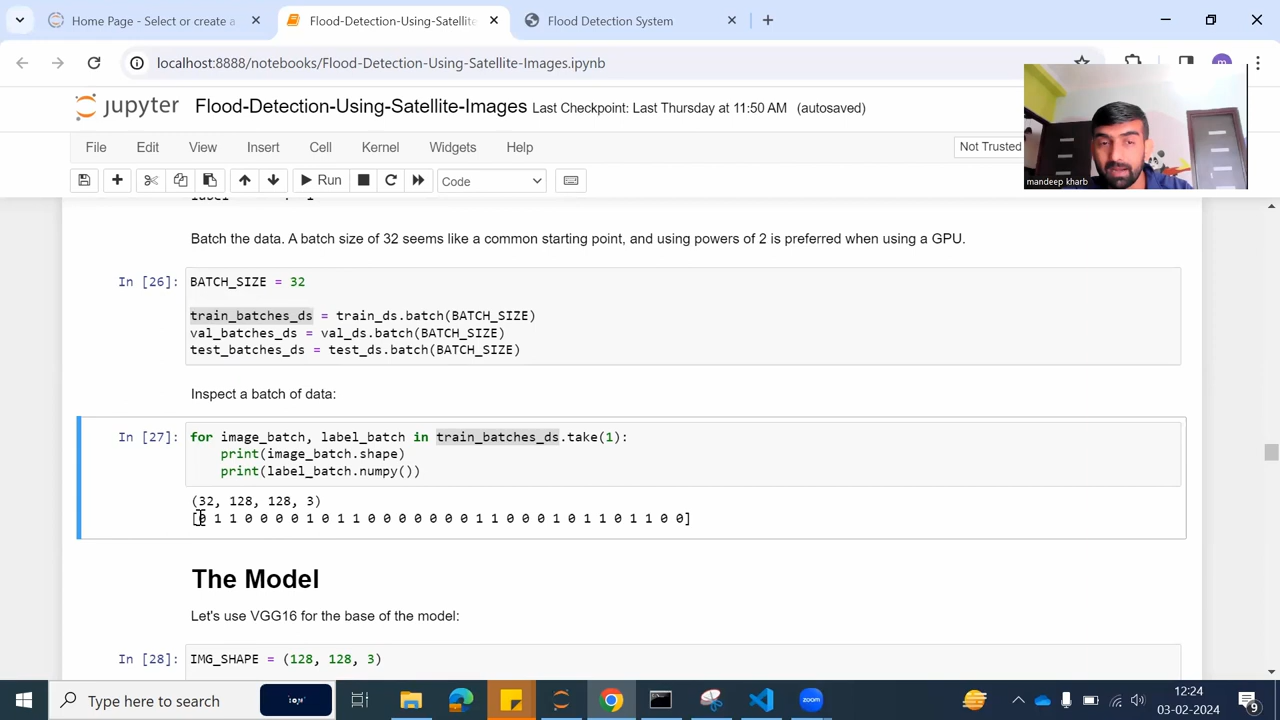 Home Page - Select or create a
Flood-Detection-Using-Satellite
Flood Detection System
localhost:8888/notebooks/Flood-Detection-Using-Satellite-Images.ipynb
jupyter Flood-Detection-Using-Satellite-Images Last Checkpoint: Last Thursday at 11:50 AM (autosaved)
File Edit View Insert Cell Kernel Widgets Help Not Trusted
Run Code
mandeep kharb
Batch the data. A batch size of 32 seems like a common starting point, and using powers of 2 is preferred when using a GPU.
In [26]: BATCH_SIZE = 32
train_batches_ds = train_ds.batch(BATCH_SIZE)
val_batches_ds = val_ds.batch(BATCH_SIZE)
test_batches_ds = test_ds.batch(BATCH_SIZE)
Inspect a batch of data:
In [27]: for image_batch, label_batch in train_batches_ds.take(1):
print(image_batch.shape)
print(label_batch.numpy())
(32, 128, 128, 3)
[0 1 1 0 0 0 0 1 0 1 1 0 0 0 0 0 0 0 1 1 0 0 0 1 0 1 1 0 1 1 0 0]
The Model
Let's use VGG16 for the base of the model:
In [28]: IMG_SHAPE = (128, 128, 3)
Type here to search
zoom
12:24
03-02-2024
9